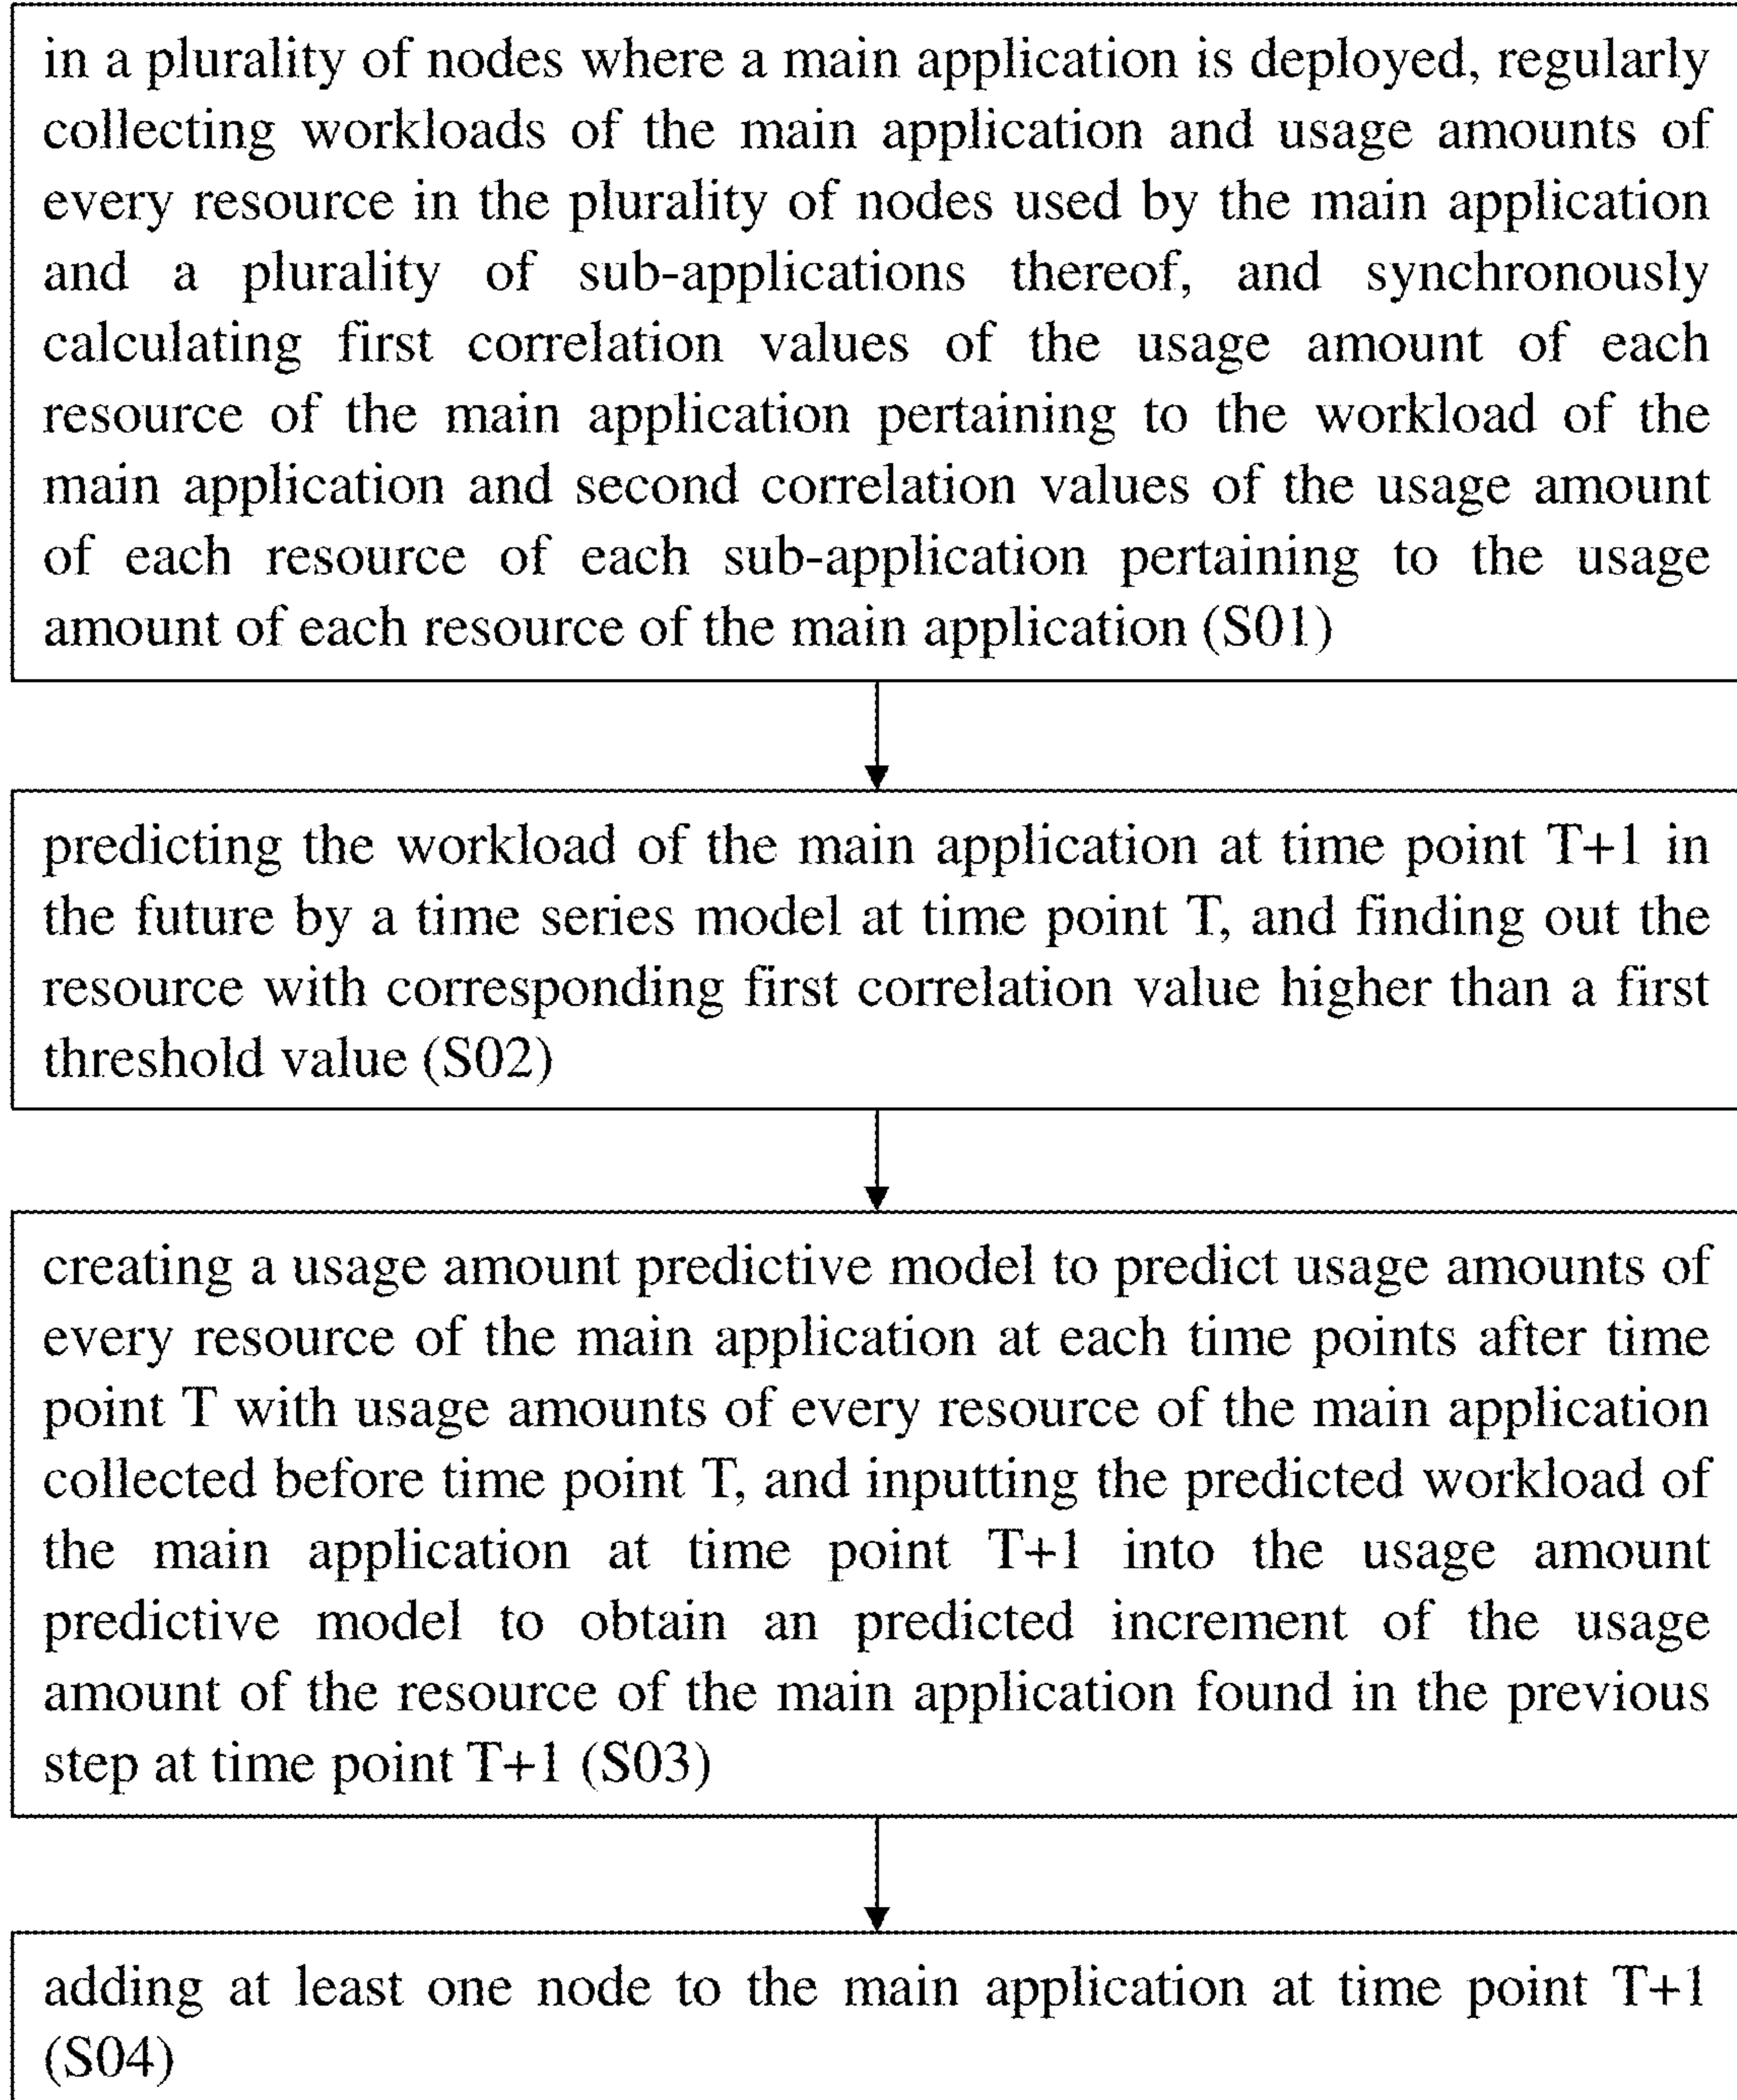 in a plurality of nodes where a main application is deployed, regularly
collecting workloads of the main application and usage amounts of
every resource in the plurality of nodes used by the main application
and a plurality of sub-applications thereof, and synchronously
calculating first correlation values of the usage amount of each
resource of the main application pertaining to the workload of the
main application and second correlation values of the usage amount
of each resource of each sub-application pertaining to the usage
amount of each resource of the main application (S01)
predicting the workload of the main application at time point T+1 in
the future by a time series model at time point T, and finding out the
resource with corresponding first correlation value higher than a first
threshold value (S02)
creating a usage amount predictive model to predict usage amounts of
every resource of the main application at each time points after time
point T with usage amounts of every resource of the main application
collected before time point T, and inputting the predicted workload of
the main application at time point T+1 into the usage amount
predictive model to obtain an predicted increment of the usage
amount of the resource of the main application found in the previous
step at time point T+1 (S03)
adding at least one node to the main application at time point T+1
(S04)